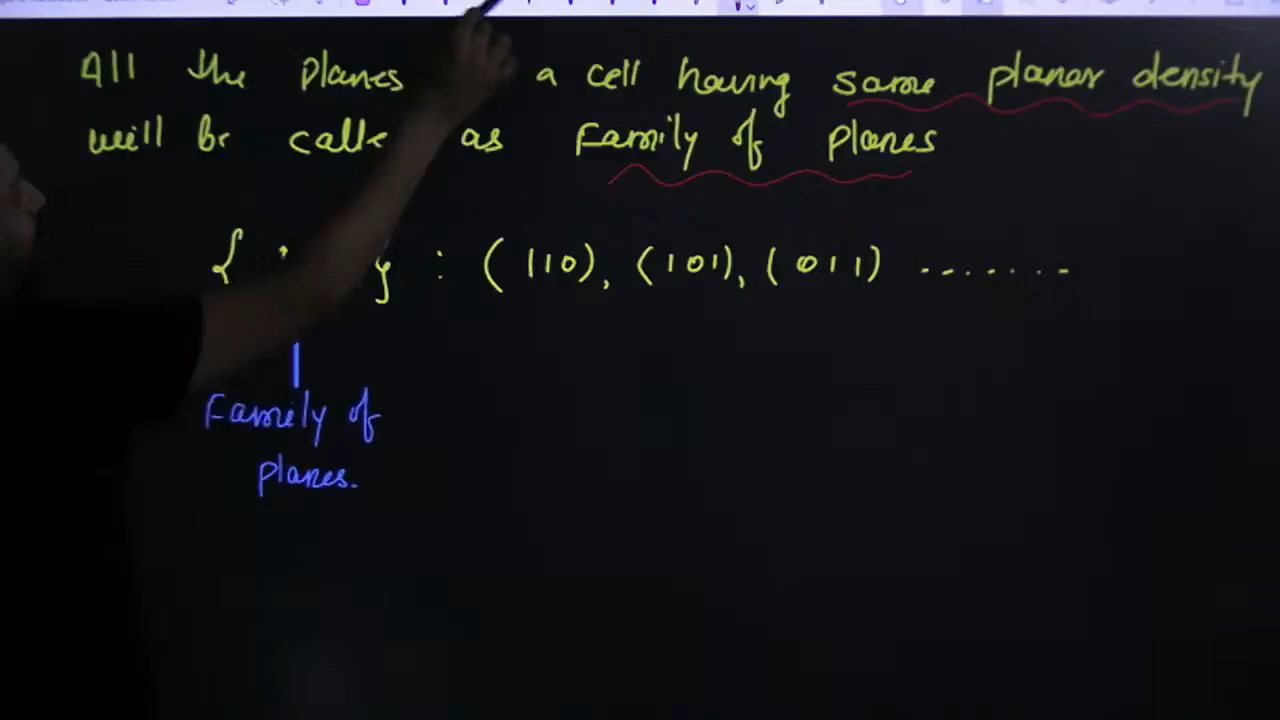 All the planes a cell having same planar density
will be calle as Family of planes
{ } : (110), (101), (011) ........
Family of
planes.